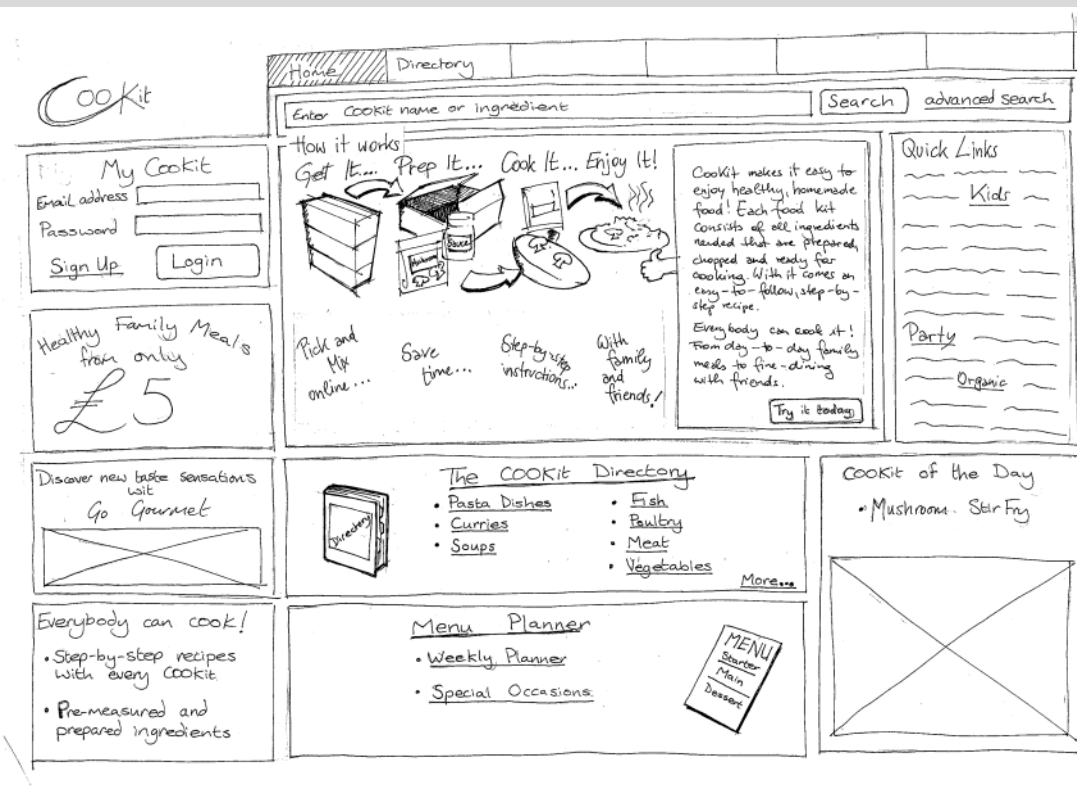 Home
Directory
COOKit
Enter COOKit name or ingredient
Search
advanced search
My Cookit
Email address
Password
Sign Up
Login
How it works
Get It.... Prep It... Cook It... Enjoy It!
Sauce
Mushroom
Pick and
Mix
online...
Save
time...
Step-by-step
instructions...
With
family
and
friends!
COOKit makes it easy to
enjoy healthy, homemade
food! Each food kit
consists of all ingredients
needed that are prepared,
chopped and ready for
cooking. With it comes an
easy-to-follow, step-by-
step recipe.
Everybody can cook it!
From day-to-day family
meals to fine-dining
with friends.
Try it today
Quick Links
Kids
Party
Organic
Healthy Family Meals
from only
£5
Discover new taste sensations
wit
Go Gourmet
Directory
The COOKit Directory
• Pasta Dishes
• Curries
• Soups
• Fish
• Poultry
• Meat
• Vegetables
More...
COOKit of the Day
• Mushroom Stir Fry
Everybody can cook!
• Step-by-step recipes
with every COOKit
• Pre-measured and
prepared ingredients
Menu Planner
• Weekly Planner
• Special Occasions
MENU
Starter
Main
Dessert